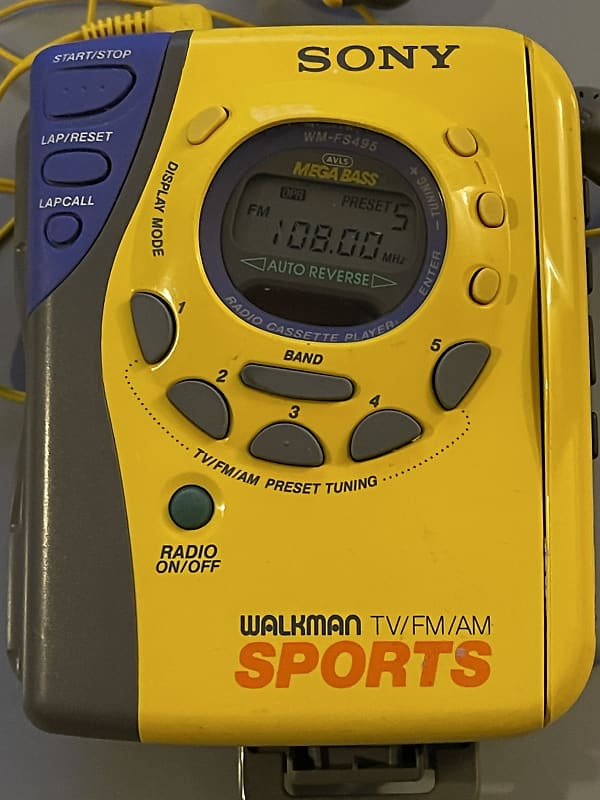 START/STOP
SONY
LAP/RESET
LAPCALL
DISPLAY MODE
WM-FS495
AVLS
MEGA BASS
DPR
FM
PRESET 5
108.00 MHz
AUTO REVERSE
RADIO CASSETTE PLAYER
+ TUNING -
ENTER
1
BAND
5
2
3
4
TV/FM/AM PRESET TUNING
RADIO
ON/OFF
WALKMAN TV/FM/AM
SPORTS